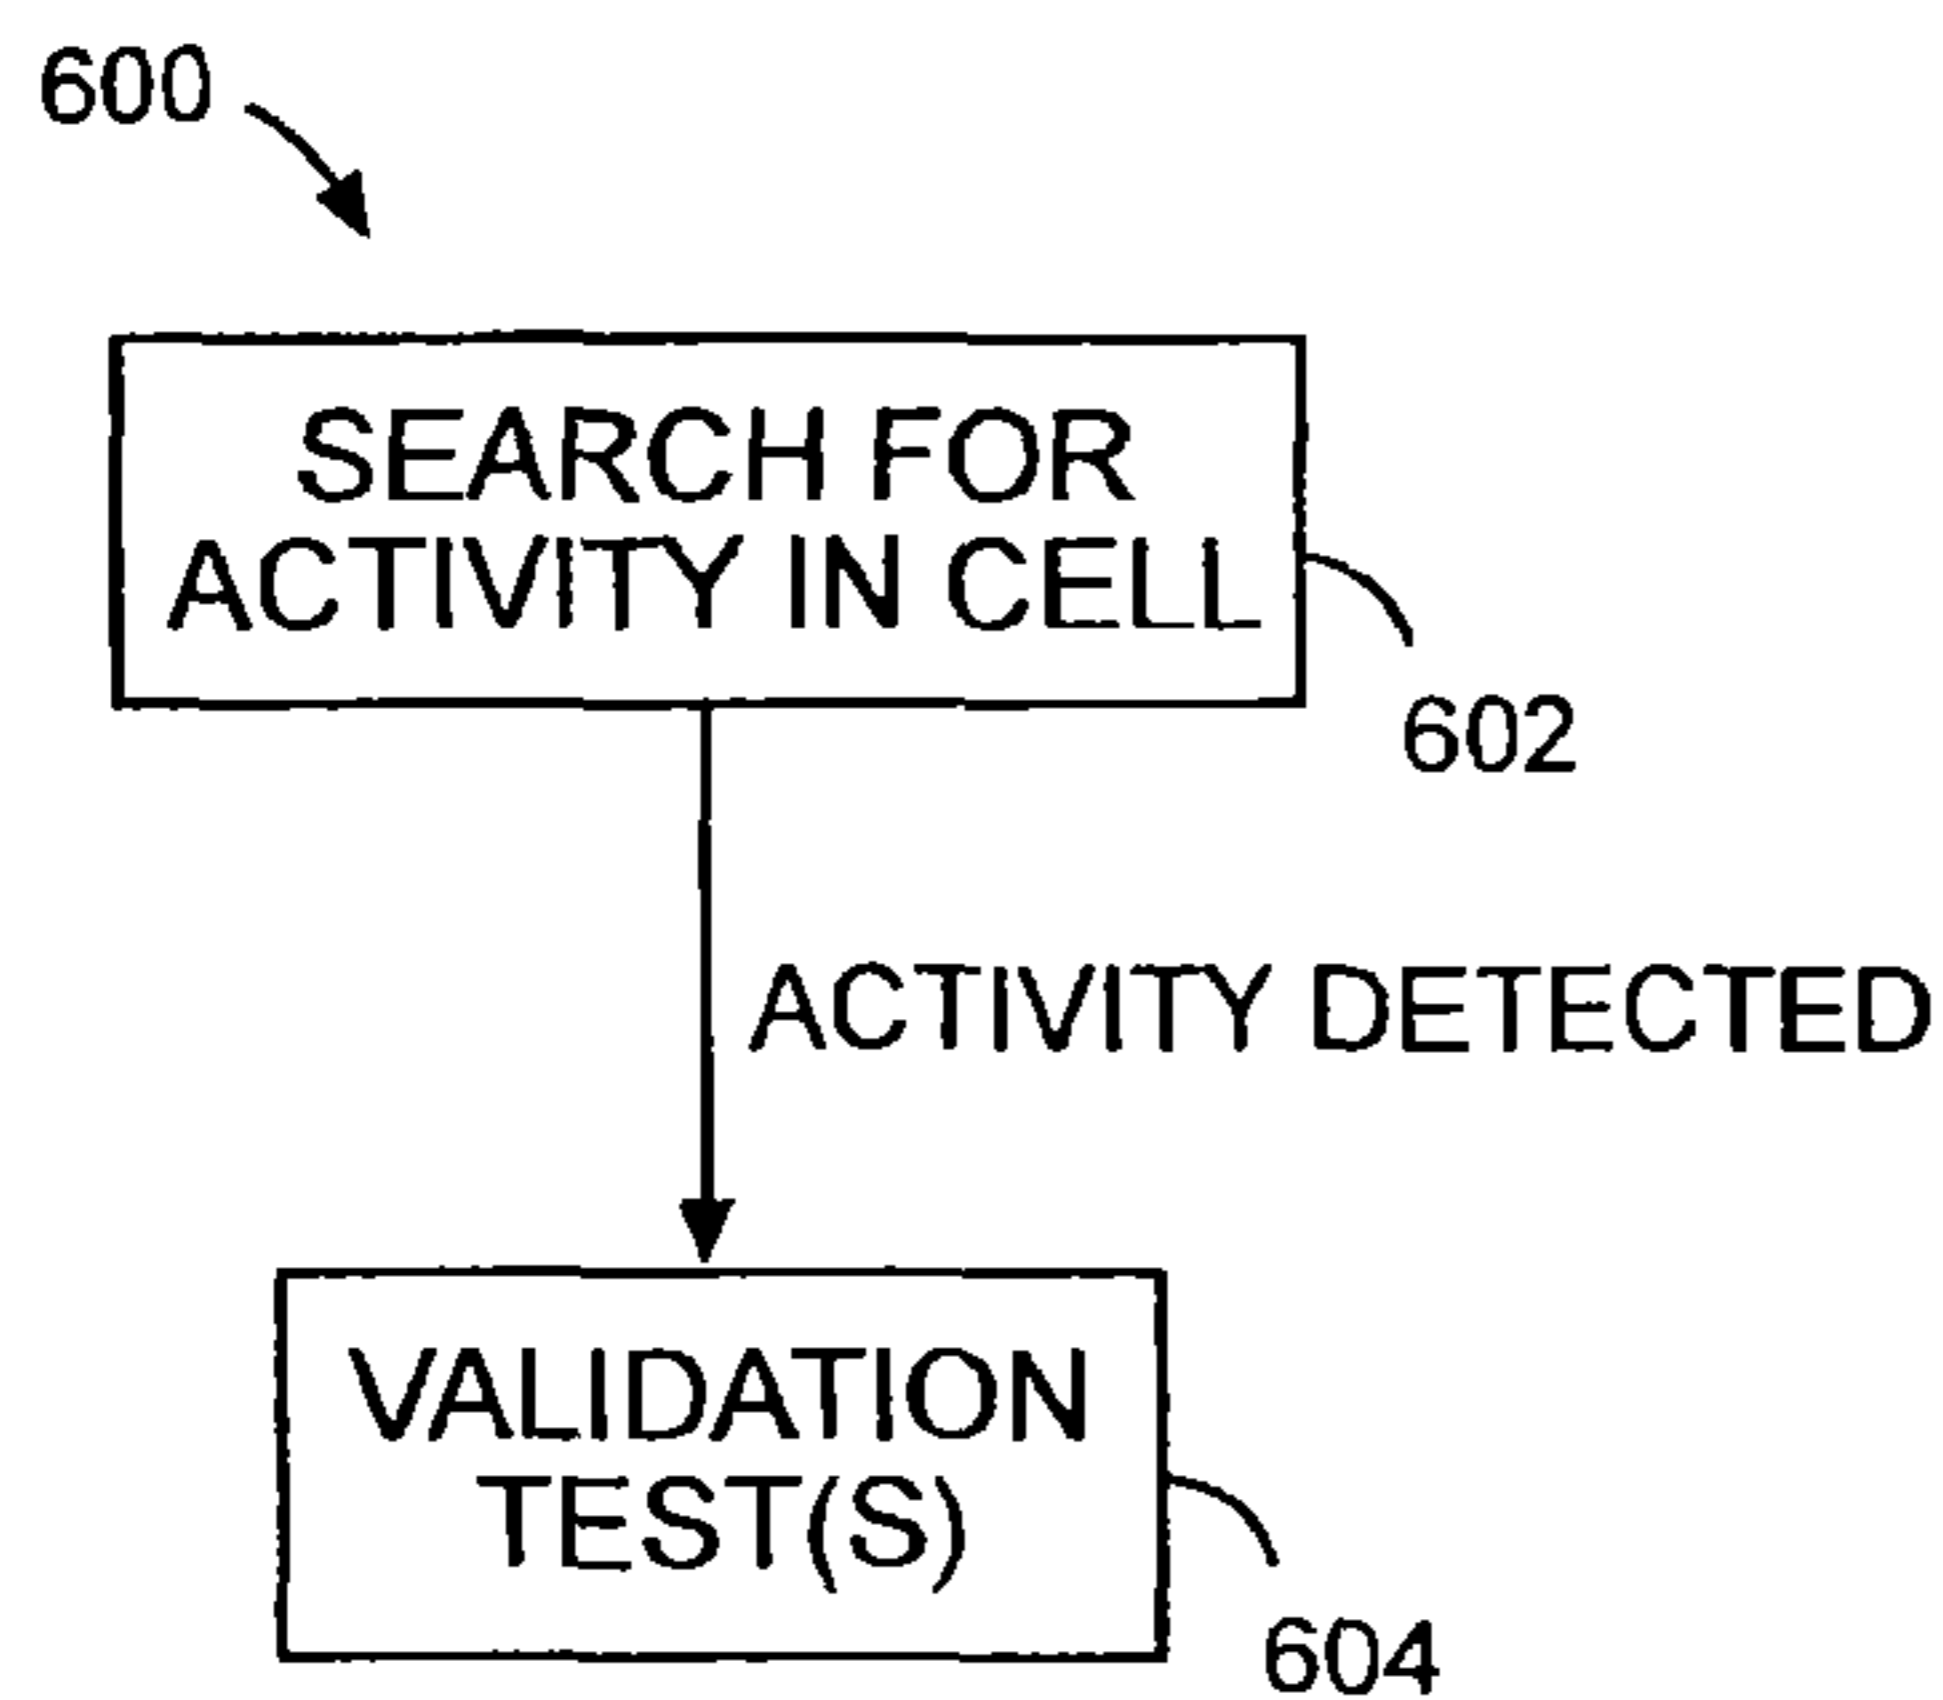 600
SEARCH FOR
ACTIVITY IN CELL
602
ACTIVITY DETECTED
VALIDATION
TEST(S)
604